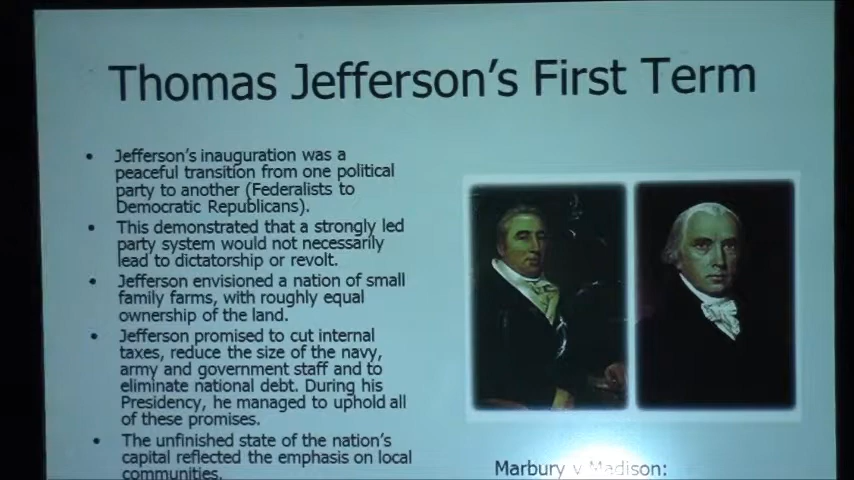 Thomas Jefferson's First Term
• Jefferson's inauguration was a
peaceful transition from one political
party to another (Federalists to
Democratic Republicans).
• This demonstrated that a strongly led
party system would not necessarily
lead to dictatorship or revolt.
• Jefferson envisioned a nation of small
family farms, with roughly equal
ownership of the land.
• Jefferson promised to cut internal
taxes, reduce the size of the navy,
army and government staff and to
eliminate national debt. During his
Presidency, he managed to uphold all
of these promises.
• The unfinished state of the nation's
capital reflected the emphasis on local
communities.
Marbury v Madison: